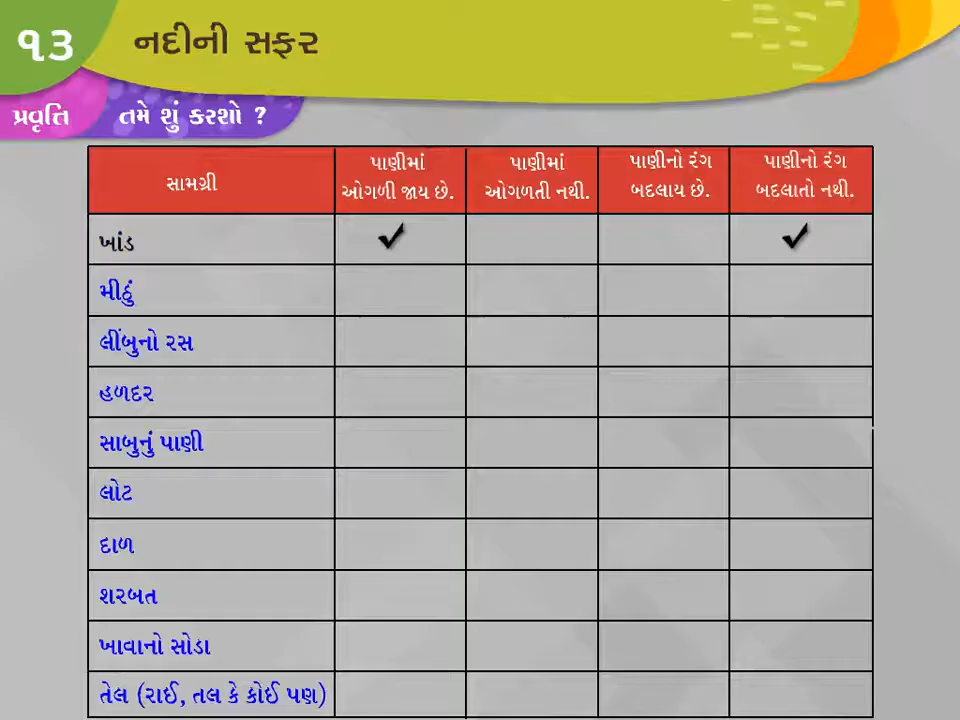 ૧૩ નદીની સફર
પ્રવૃત્તિ તમે શું કરશો ?
સામગ્રી
પાણીમાં
ઓગળી જાય છે.
પાણીમાં
ઓગળતી નથી.
પાણીનો રંગ
બદલાય છે.
પાણીનો રંગ
બદલાતો નથી.
ખાંડ ✓ ✓
મીઠું
લીંબુનો રસ
હળદર
સાબુનું પાણી
લોટ
દાળ
શરબત
ખાવાનો સોડા
તેલ (રાઈ, તલ કે કોઈ પણ)